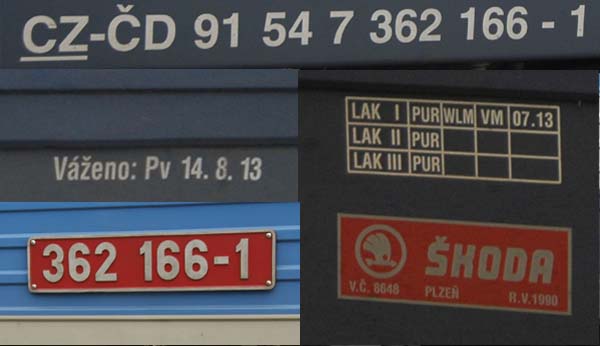 CZ-ČD 91 54 7 362 166 - 1
Váženo: Pv 14. 8. 13
362 166-1
LAK I PUR WLM VM 07.13
LAK II PUR
LAK III PUR
ŠKODA
V.Č. 8648 PLZEŇ R.V.1990